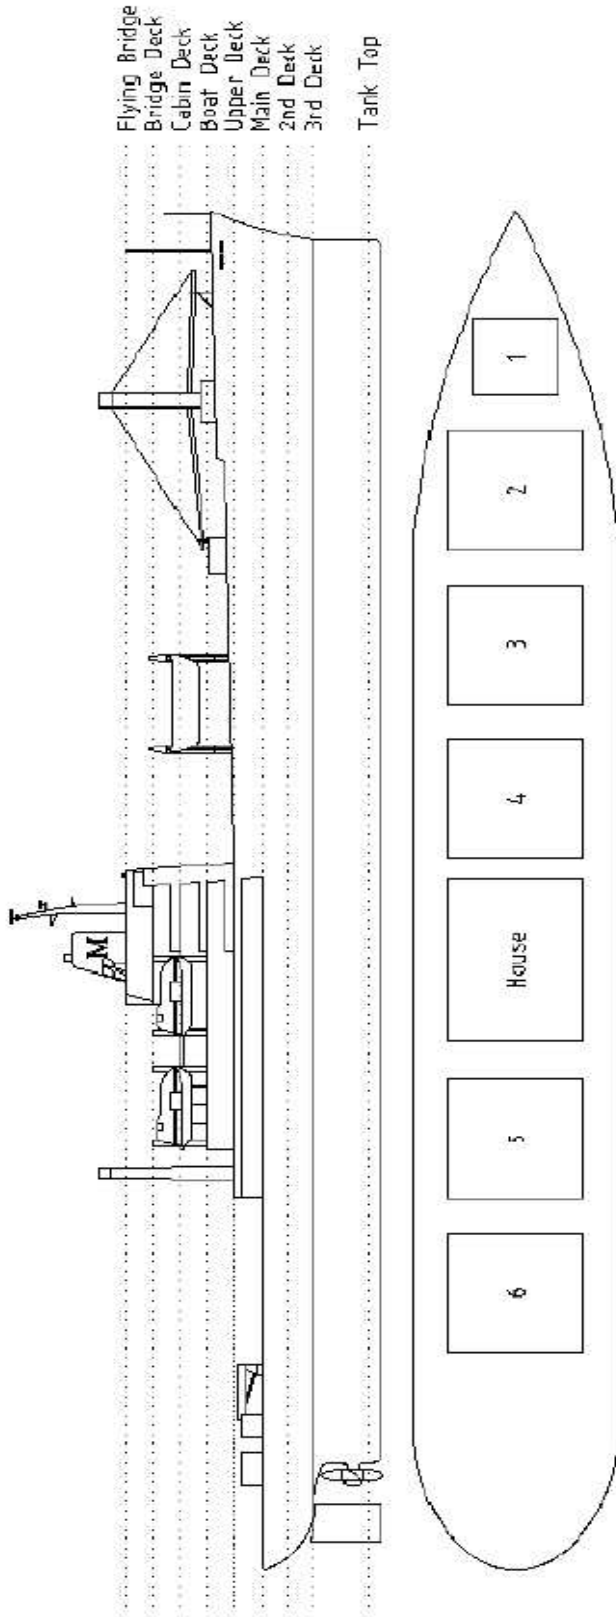 Flying Bridge
Bridge Deck
Cabin Deck
Boat Deck
Upper Deck
Main Deck
2nd Deck
3rd Deck
Tank Top
M
1
2
3
4
House
5
6